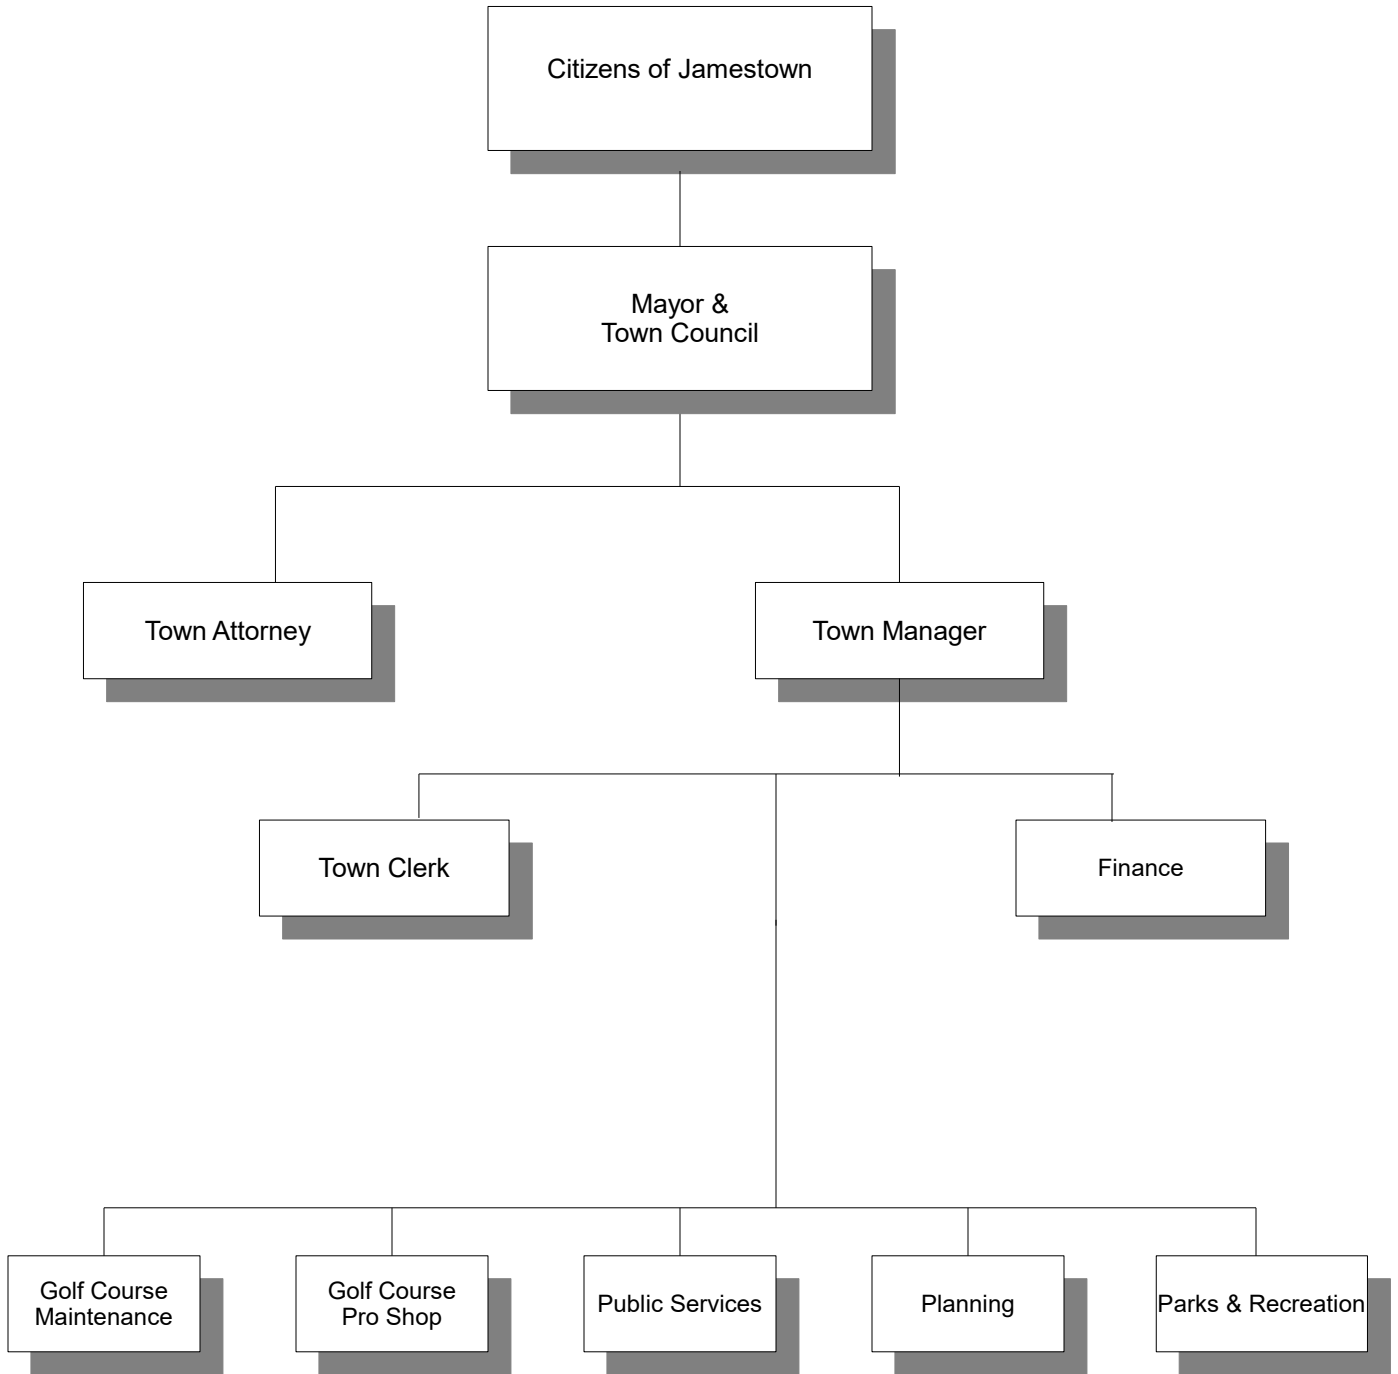 Citizens of Jamestown
Mayor &
Town Council
Town Attorney
Town Manager
Town Clerk
Finance
Golf Course
Maintenance
Golf Course
Pro Shop
Public Services
Planning
Parks & Recreation